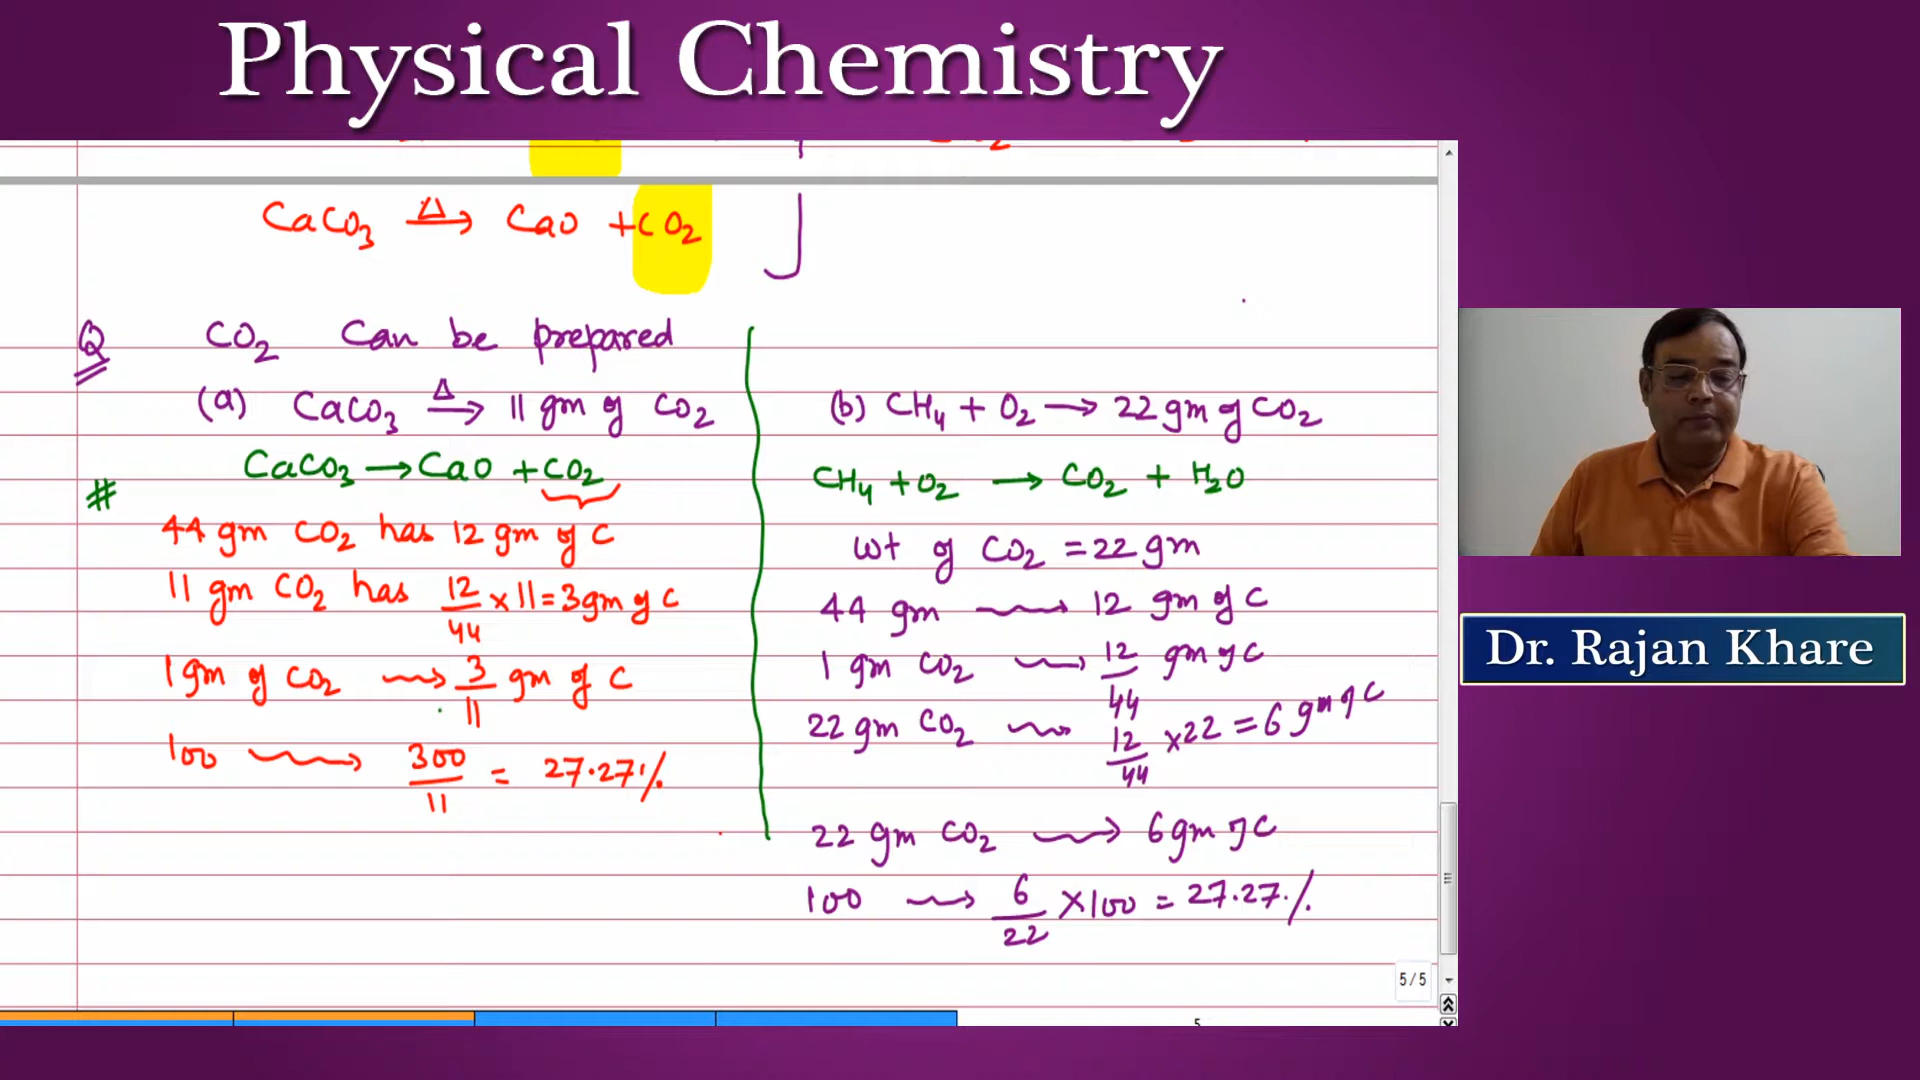 Physical Chemistry
CaCO₃ →Δ CaO + CO₂
Q CO₂ Can be prepared
(a) CaCO₃ →Δ 11 gm of CO₂
# CaCO₃ → CaO + CO₂
44 gm CO₂ has 12 gm of C
11 gm CO₂ has 12/44 × 11 = 3gm of C
1 gm of CO₂ ⟿ 3/11 gm of C
100 ⟿ 300/11 = 27.27%
(b) CH₄ + O₂ → 22 gm of CO₂
CH₄ + O₂ → CO₂ + H₂O
wt of CO₂ = 22 gm
44 gm ⟿ 12 gm of C
1 gm CO₂ ⟿ 12/44 gm of C
22 gm CO₂ ⟿ 12/44 × 22 = 6 gm of C
22 gm CO₂ ⟿ 6 gm of C
100 ⟿ 6/22 × 100 = 27.27%
5/5
Dr. Rajan Khare